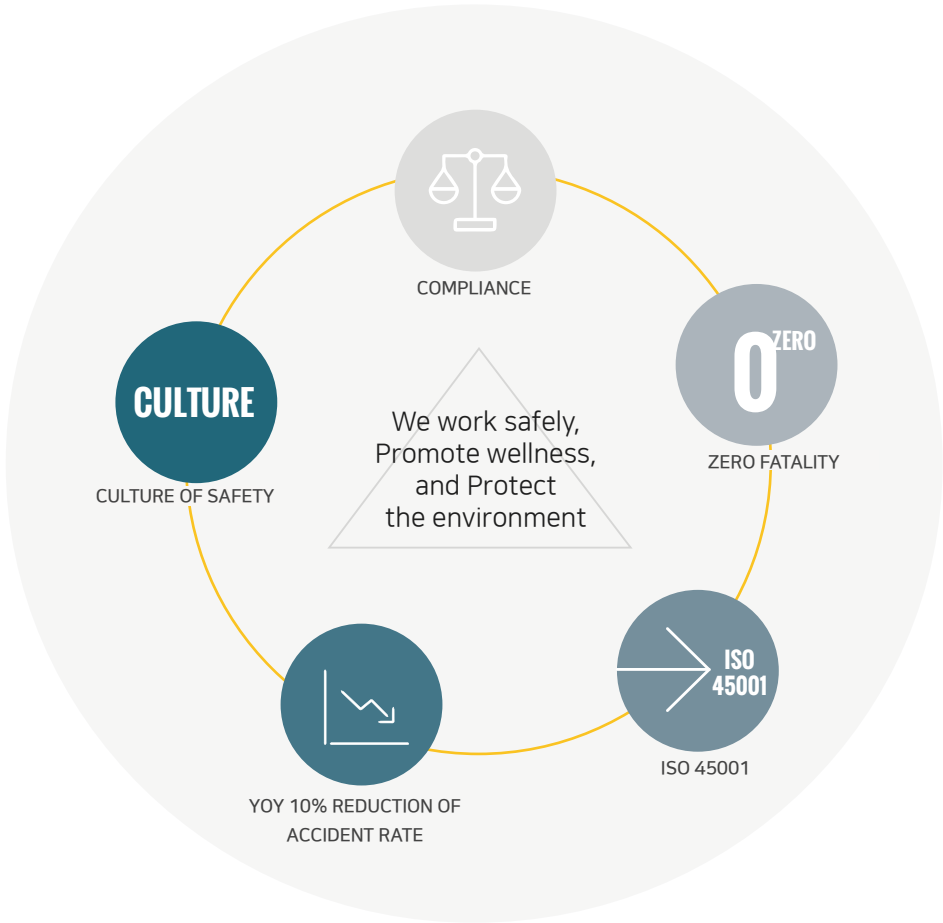 COMPLIANCE
0 ZERO
ZERO FATALITY
CULTURE
CULTURE OF SAFETY
We work safely,
Promote wellness,
and Protect
the environment
ISO
45001
ISO 45001
YOY 10% REDUCTION OF
ACCIDENT RATE